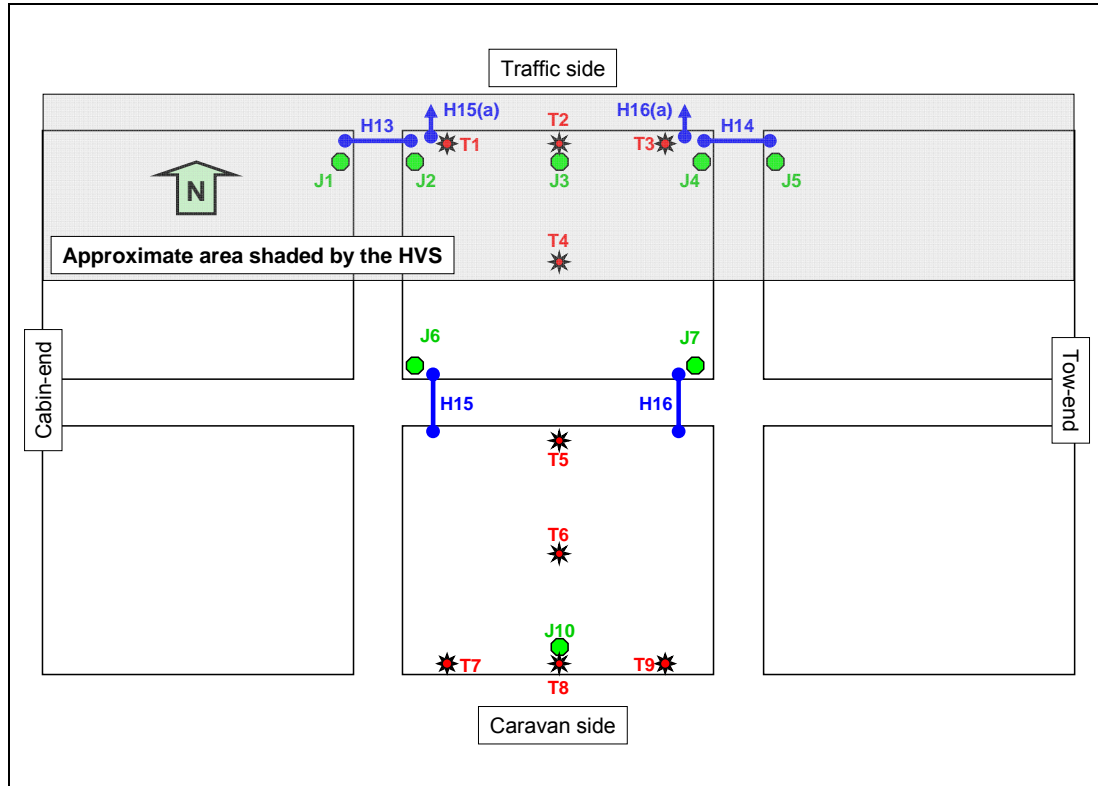 Traffic side
H15(a)
H16(a)
H13
T1
T2
T3
H14
J1
J2
J3
J4
J5
N
Approximate area shaded by the HVS
T4
J6
J7
Cabin-end
Tow-end
H15
H16
T5
T6
J10
T7
T8
T9
Caravan side